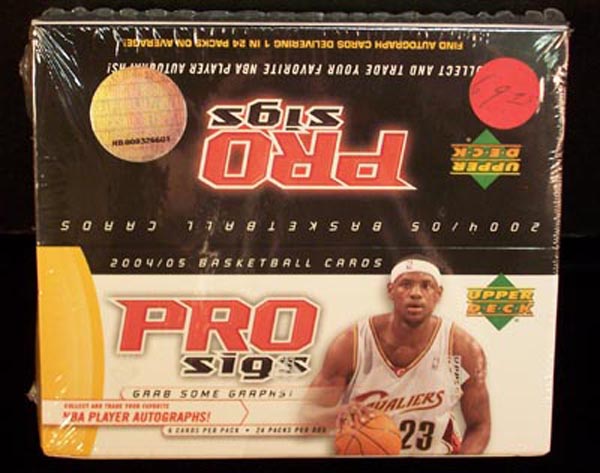 FIND AUTOGRAPH CARDS DELIVERING 1 IN 24 PACKS ON AVERAGE!
COLLECT AND TRADE YOUR FAVORITE NBA PLAYER AUTOGRAPHS!
PRO
sigs
UPPER
DECK
2004/05 BASKETBALL CARDS
2004/05 BASKETBALL CARDS
PRO
sigs
UPPER
DECK
GRAB SOME GRAPHS!
COLLECT AND TRADE YOUR FAVORITE
NBA PLAYER AUTOGRAPHS!
6 CARDS PER PACK • 24 PACKS PER BOX
CAVALIERS
23